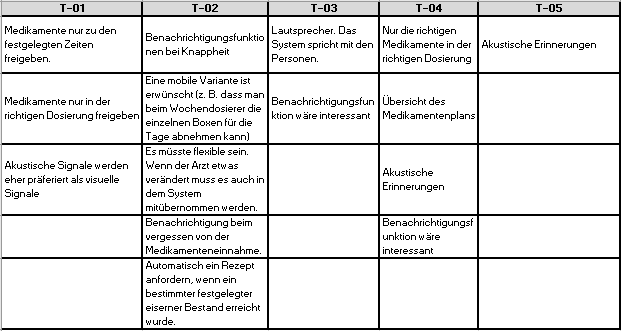 T-01
T-02
T-03
T-04
T-05
Medikamente nur zu den
festgelegten Zeiten
freigeben.
Benachrichtigungsfunktio
nen bei Knappheit
Lautsprecher. Das
System spricht mit den
Personen.
Nur die richtigen
Medikamente in der
richtigen Dosierung
Akustische Erinnerungen
Medikamente nur in der
richtigen Dosierung freigeben
Eine mobile Variante ist
erwünscht (z. B. dass man
beim Wochendosierer die
einzelnen Boxen für die
Tage abnehmen kann)
Benachrichtigungsfun
ktion wäre interessant
Übersicht des
Medikamentenplans
Akustische Signale werden
eher präferiert als visuelle
Signale
Es müsste flexible sein.
Wenn der Arzt etwas
verändert muss es auch in
dem System
mitübernommen werden.
Akustische
Erinnerungen
Benachrichtigung beim
vergessen von der
Medikamenteneinnahme.
Benachrichtigungsf
unktion wäre
interessant
Automatisch ein Rezept
anfordern, wenn ein
bestimmter festgelegter
eiserner Bestand erreicht
wurde.